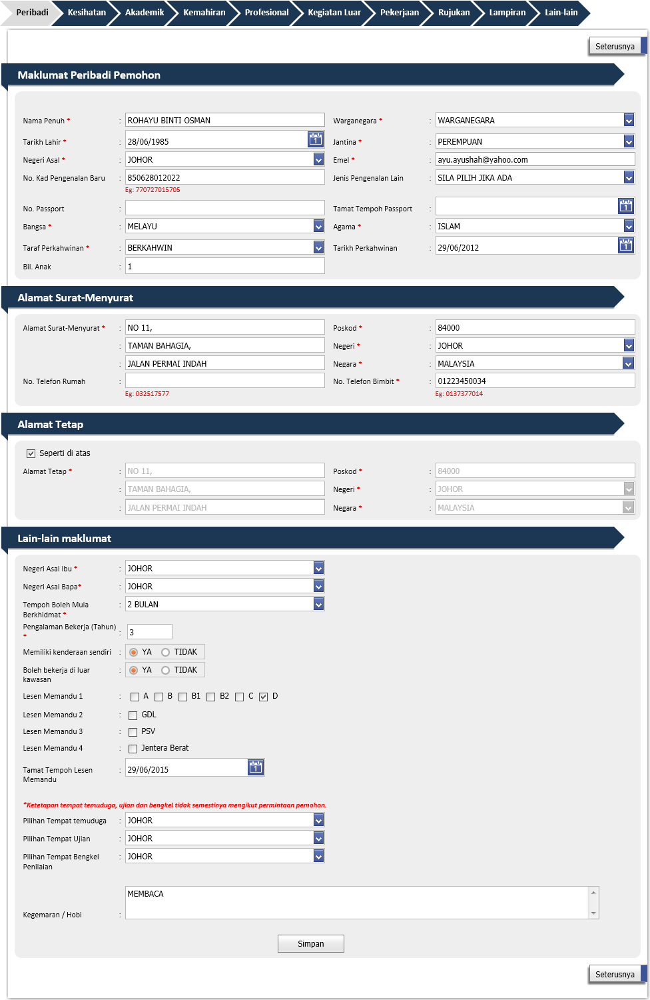 Peribadi Kesihatan Akademik Kemahiran Profesional Kegiatan Luar Pekerjaan Rujukan Lampiran Lain-lain
Seterusnya
Maklumat Peribadi Pemohon
Nama Penuh * : ROHAYU BINTI OSMAN Warganegara * : WARGANEGARA
Tarikh Lahir * : 28/06/1985 1 Jantina * : PEREMPUAN
Negeri Asal * : JOHOR Emel * : ayu.ayushah@yahoo.com
No. Kad Pengenalan Baru : 850628012022 Jenis Pengenalan Lain : SILA PILIH JIKA ADA
Eg: 770727015705
No. Passport : Tamat Tempoh Passport : 1
Bangsa * : MELAYU Agama * : ISLAM
Taraf Perkahwinan * : BERKAHWIN Tarikh Perkahwinan : 29/06/2012 1
Bil. Anak : 1
Alamat Surat-Menyurat
Alamat Surat-Menyurat * : NO 11, Poskod * : 84000
: TAMAN BAHAGIA, Negeri * : JOHOR
: JALAN PERMAI INDAH Negara * : MALAYSIA
No. Telefon Rumah : No. Telefon Bimbit * : 01223450034
Eg: 032517577 Eg: 0137377014
Alamat Tetap
Seperti di atas
Alamat Tetap * : NO 11, Poskod * : 84000
: TAMAN BAHAGIA, Negeri * : JOHOR
: JALAN PERMAI INDAH Negara * : MALAYSIA
Lain-lain maklumat
Negeri Asal Ibu * : JOHOR
Negeri Asal Bapa* : JOHOR
Tempoh Boleh Mula : 2 BULAN
Berkhidmat *
Pengalaman Bekerja (Tahun)
* : 3
Memiliki kenderaan sendiri : YA TIDAK
Boleh bekerja di luar : YA TIDAK
kawasan
Lesen Memandu 1 : A B B1 B2 C D
Lesen Memandu 2 : GDL
Lesen Memandu 3 : PSV
Lesen Memandu 4 : Jentera Berat
Tamat Tempoh Lesen : 29/06/2015 1
Memandu
*Ketetapan tempat temuduga, ujian dan bengkel tidak semestinya mengikut permintaan pemohon.
Pilihan Tempat temuduga : JOHOR
Pilihan Tempat Ujian : JOHOR
Pilihan Tempat Bengkel : JOHOR
Penilaian
MEMBACA
Kegemaran / Hobi :
Simpan
Seterusnya